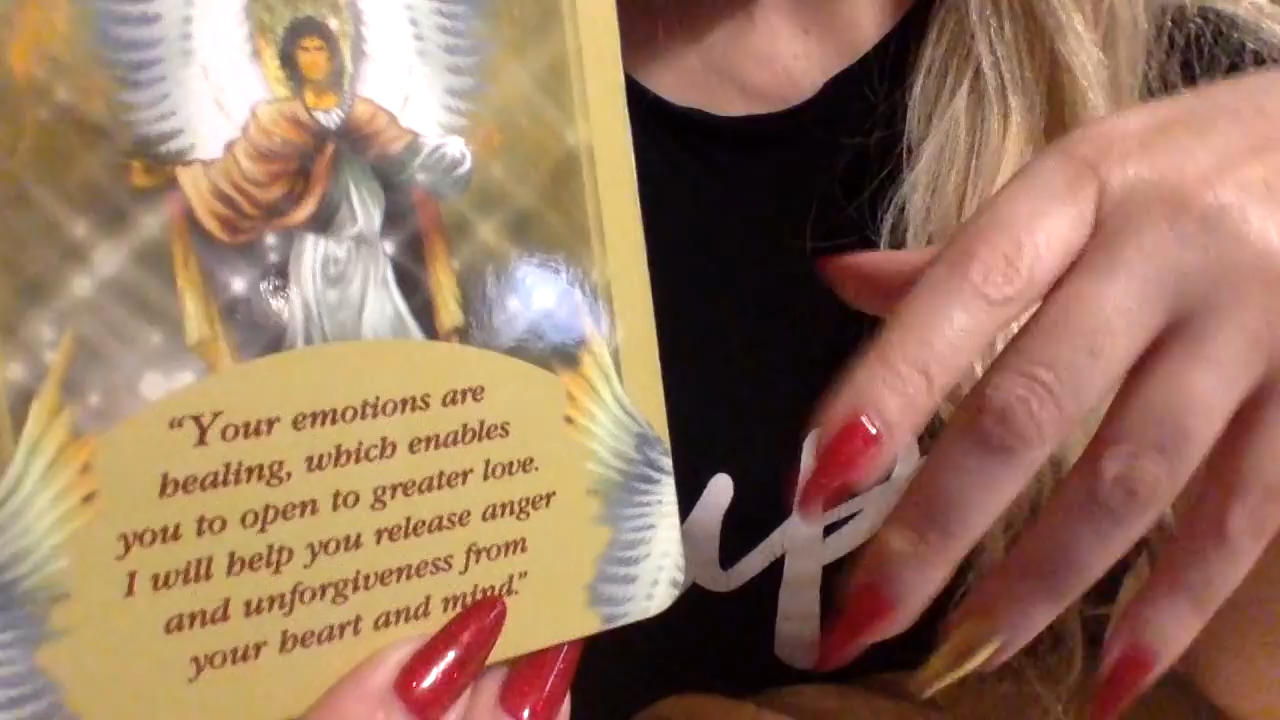 “Your emotions are
healing, which enables
you to open to greater love.
I will help you release anger
and unforgiveness from
your heart and mind.”
up